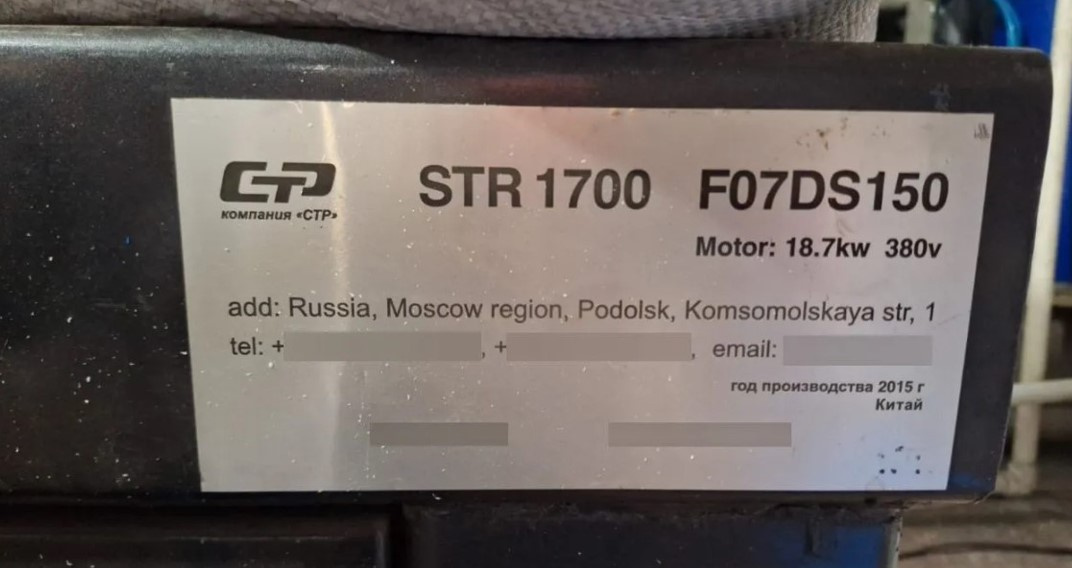 СТР
компания «СТР»
STR 1700 F07DS150
Motor: 18.7kw 380v
add: Russia, Moscow region, Podolsk, Komsomolskaya str, 1
tel: + , + , email:
год производства 2015 г
Китай